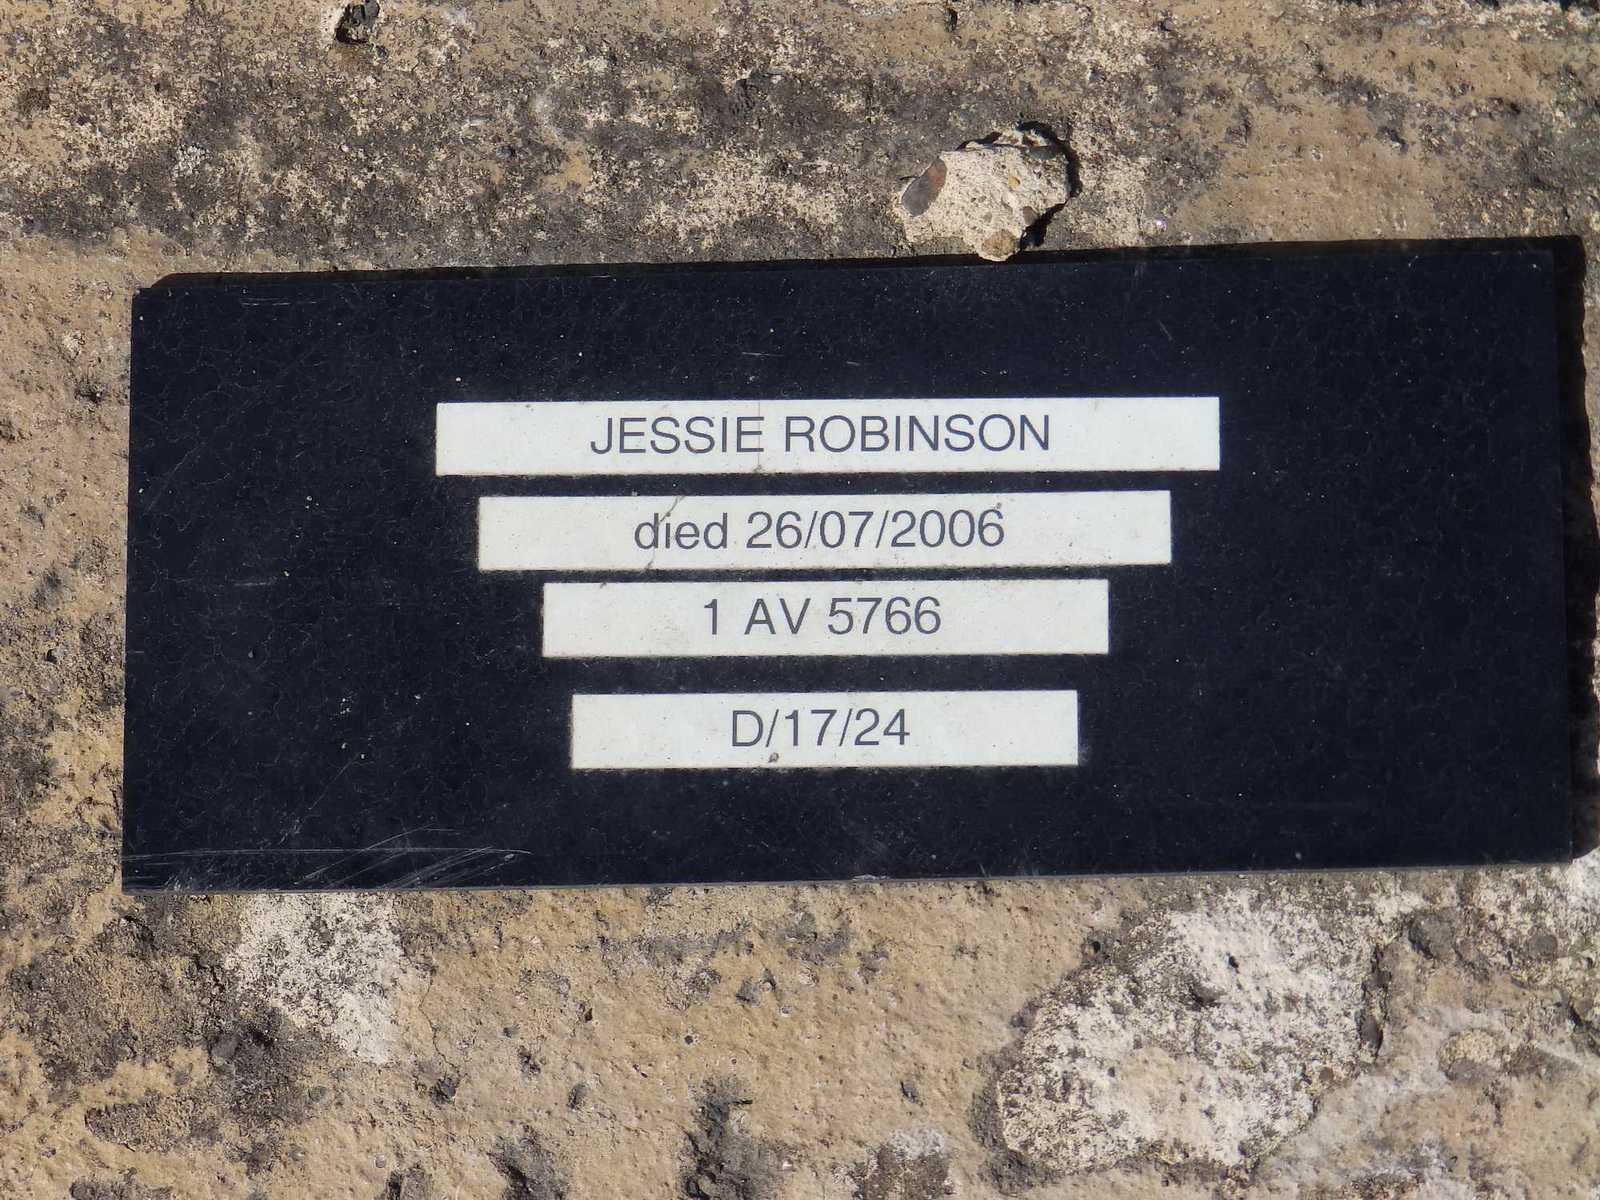 JESSIE ROBINSON
died 26/07/2006
1 AV 5766
D/17/24